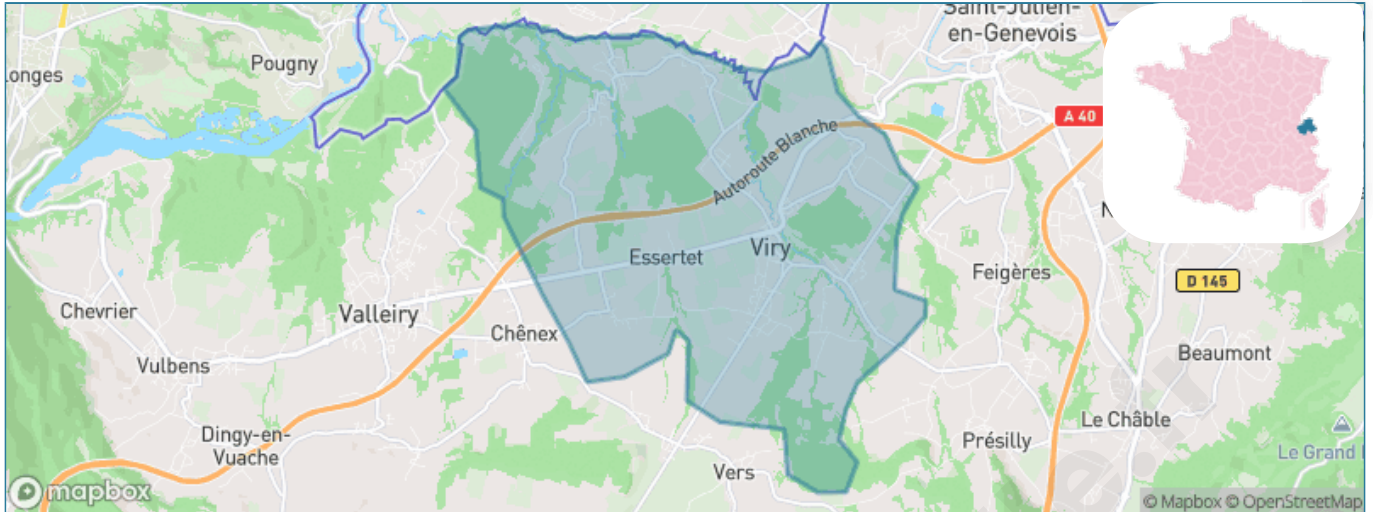 Saint-Julien-
en-Genevois
Pougny
longes
A 40
Autoroute Blanche
Essertet
Viry
Feigères
D 145
Chevrier
Valleiry
Chênex
Vulbens
Beaumont
Dingy-en-
Vuache
Le Châble
Présilly
Le Grand
Vers
mapbox
© Mapbox © OpenStreetMap